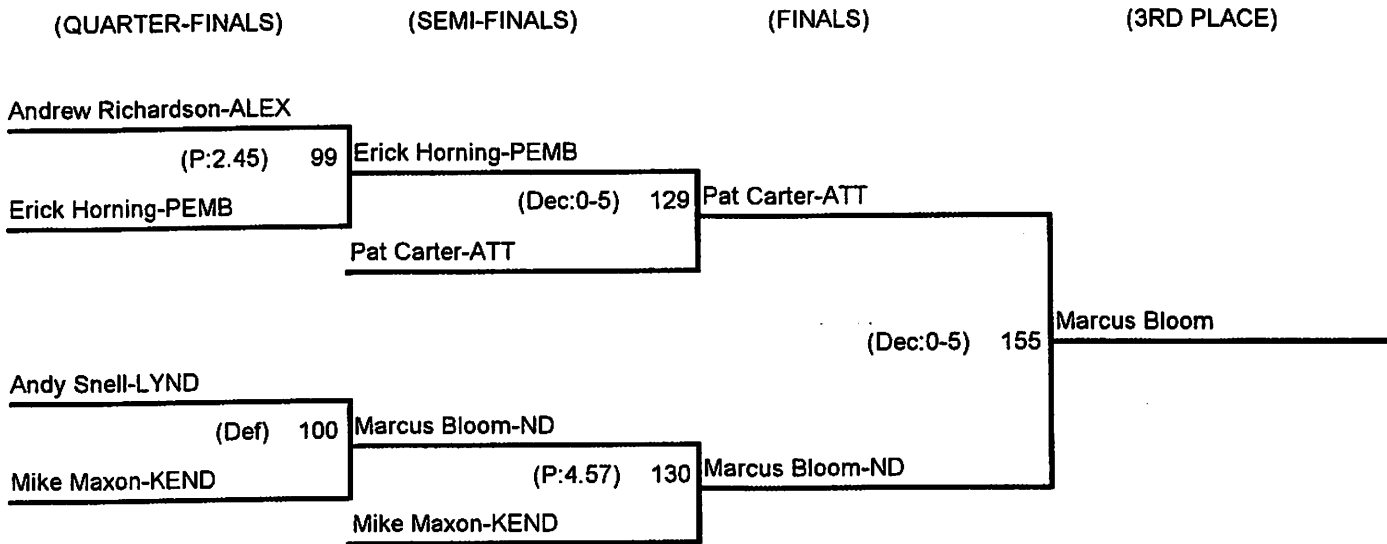 (QUARTER-FINALS) (SEMI-FINALS) (FINALS) (3RD PLACE)
Andrew Richardson-ALEX
(P:2.45) 99 Erick Horning-PEMB
Erick Horning-PEMB (Dec:0-5) 129 Pat Carter-ATT
Pat Carter-ATT
(Dec:0-5) 155 Marcus Bloom
Andy Snell-LYND
(Def) 100 Marcus Bloom-ND
Mike Maxon-KEND (P:4.57) 130 Marcus Bloom-ND
Mike Maxon-KEND